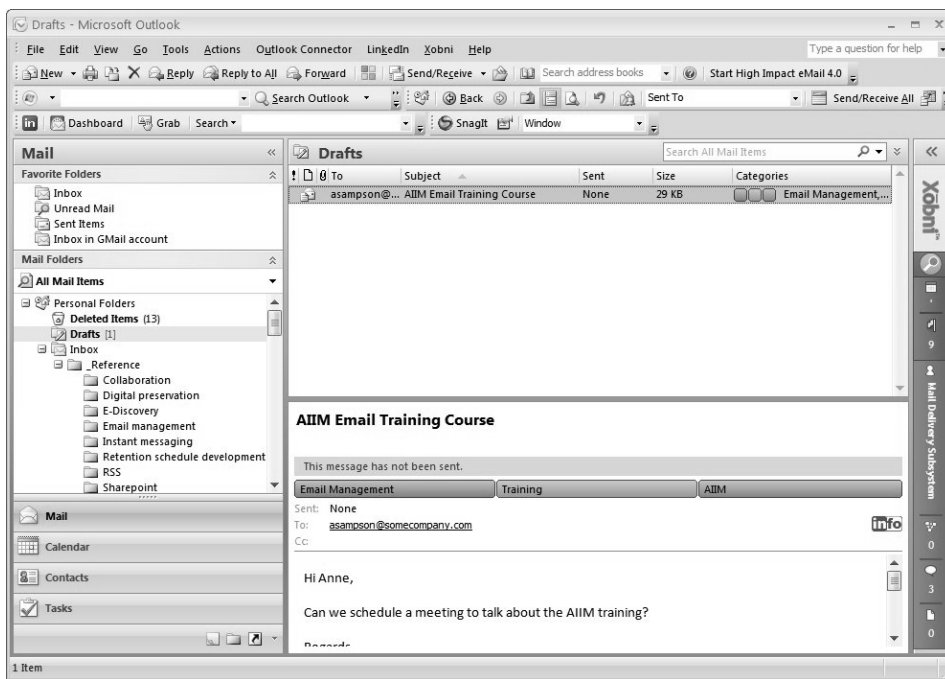 Drafts - Microsoft Outlook
File Edit View Go Tools Actions Outlook Connector LinkedIn Xobni Help Type a question for help
New Reply Reply to All Forward Send/Receive Search address books Start High Impact eMail 4.0
Search Outlook Back Sent To Send/Receive All
in Dashboard Grab Search SnagIt Window
Mail
Favorite Folders
Inbox
Unread Mail
Sent Items
Inbox in GMail account
Mail Folders
All Mail Items
Personal Folders
Deleted Items (13)
Drafts [1]
Inbox
_Reference
Collaboration
Digital preservation
E-Discovery
Email management
Instant messaging
Retention schedule development
RSS
Sharepoint
Mail
Calendar
Contacts
Tasks
Drafts Search All Mail Items
! To Subject Sent Size Categories
asampson@... AIIM Email Training Course None 29 KB Email Management,...
AIIM Email Training Course
This message has not been sent.
Email Management Training AIIM
Sent: None
To: asampson@somecompany.com info
Cc:
Hi Anne,
Can we schedule a meeting to talk about the AIIM training?
Regards
Xobni™
9
Mail Delivery Subsystem
0
3
0
1 Item